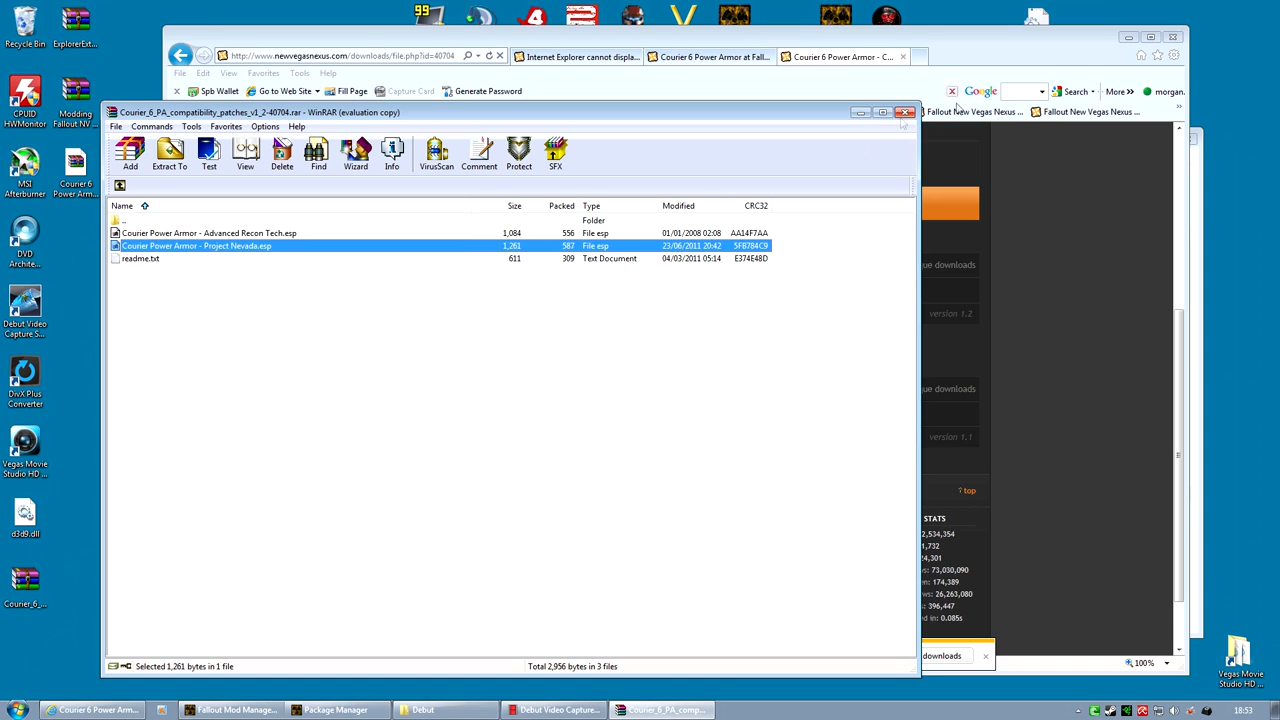 Recycle Bin
ExplorerExt...
99
http://www.newvegasnexus.com/downloads/file.php?id=40704
Internet Explorer cannot displa...
Courier 6 Power Armor at Fall...
Courier 6 Power Armor - C...
File Edit View Favorites Tools Help
Spb Wallet Go to Web Site Fill Page Capture Card Generate Password
Google Search More >> morgan.
Fallout New Vegas Nexus ... Fallout New Vegas Nexus ...
CPUID HWMonitor
Modding Fallout NV ...
MSI Afterburner
Courier 6 Power Arm...
DVD Archite...
Debut Video Capture S...
DivX Plus Converter
Vegas Movie Studio HD ...
d3d9.dll
Courier_6_...
Courier_6_PA_compatibility_patches_v1_2-40704.rar - WinRAR (evaluation copy)
File Commands Tools Favorites Options Help
Add Extract To Test View Delete Find Wizard Info VirusScan Comment Protect SFX
Name Size Packed Type Modified CRC32
.. Folder
Courier Power Armor - Advanced Recon Tech.esp 1,084 556 File esp 01/01/2008 02:08 AA14F7AA
Courier Power Armor - Project Nevada.esp 1,261 587 File esp 23/06/2011 20:42 5FB784C9
readme.txt 611 309 Text Document 04/03/2011 05:14 E374E48D
Selected 1,261 bytes in 1 file
Total 2,956 bytes in 3 files
que downloads
version 1.2
que downloads
version 1.1
top
STATS
2,534,354
1,732
24,301
73,030,090
en: 174,389
26,263,080
396,447
d in: 0.085s
downloads
100%
Vegas Movie Studio HD ...
Courier 6 Power Arm...
Fallout Mod Manage...
Package Manager
Debut
Debut Video Capture...
Courier_6_PA_comp...
18:53